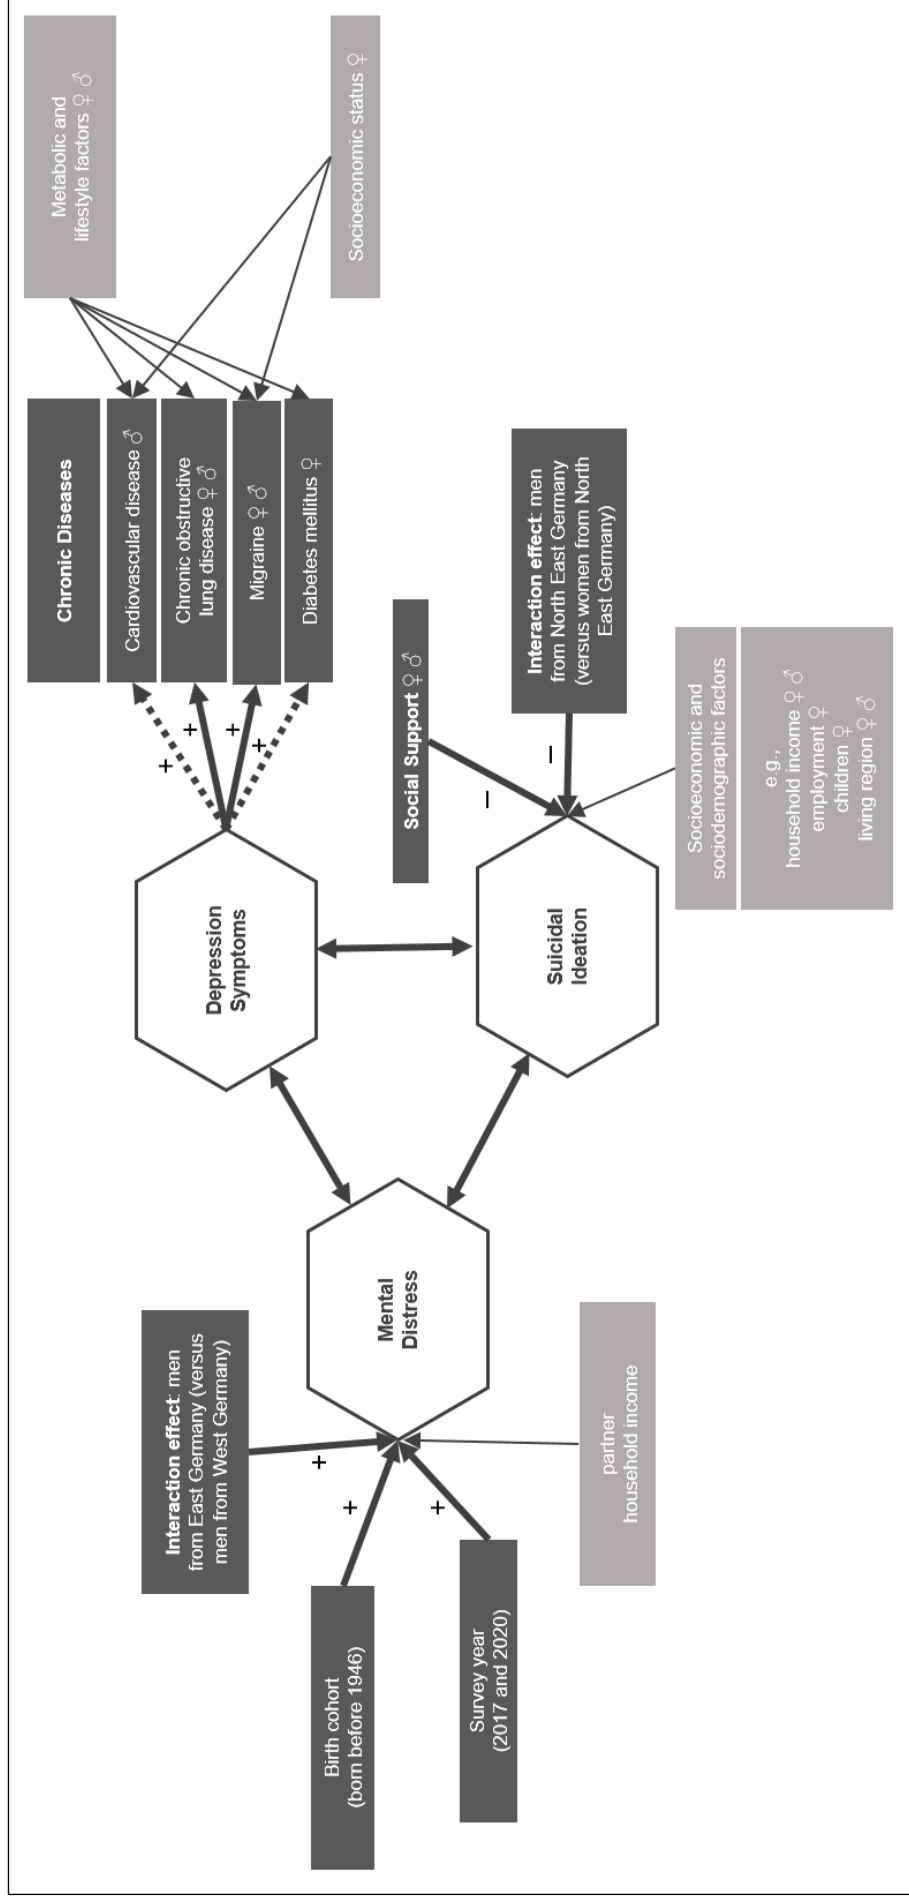 Metabolic and
lifestyle factors ♀ ♂
Socioeconomic status ♀
Chronic Diseases
Cardiovascular disease ♂
Chronic obstructive
lung disease ♀ ♂
Migraine ♀ ♂
Diabetes mellitus ♀
+
+
+
+
Depression
Symptoms
Social Support ♀ ♂
–
Interaction effect: men
from North East Germany
(versus women from North
East Germany)
–
Suicidal
Ideation
Socioeconomic and
sociodemographic factors
e.g.,
household income ♀ ♂
employment ♀
children ♀
living region ♀ ♂
Mental
Distress
Interaction effect: men
from East Germany (versus
men from West Germany)
+
Birth cohort
(born before 1946)
+
Survey year
(2017 and 2020)
+
partner
household income